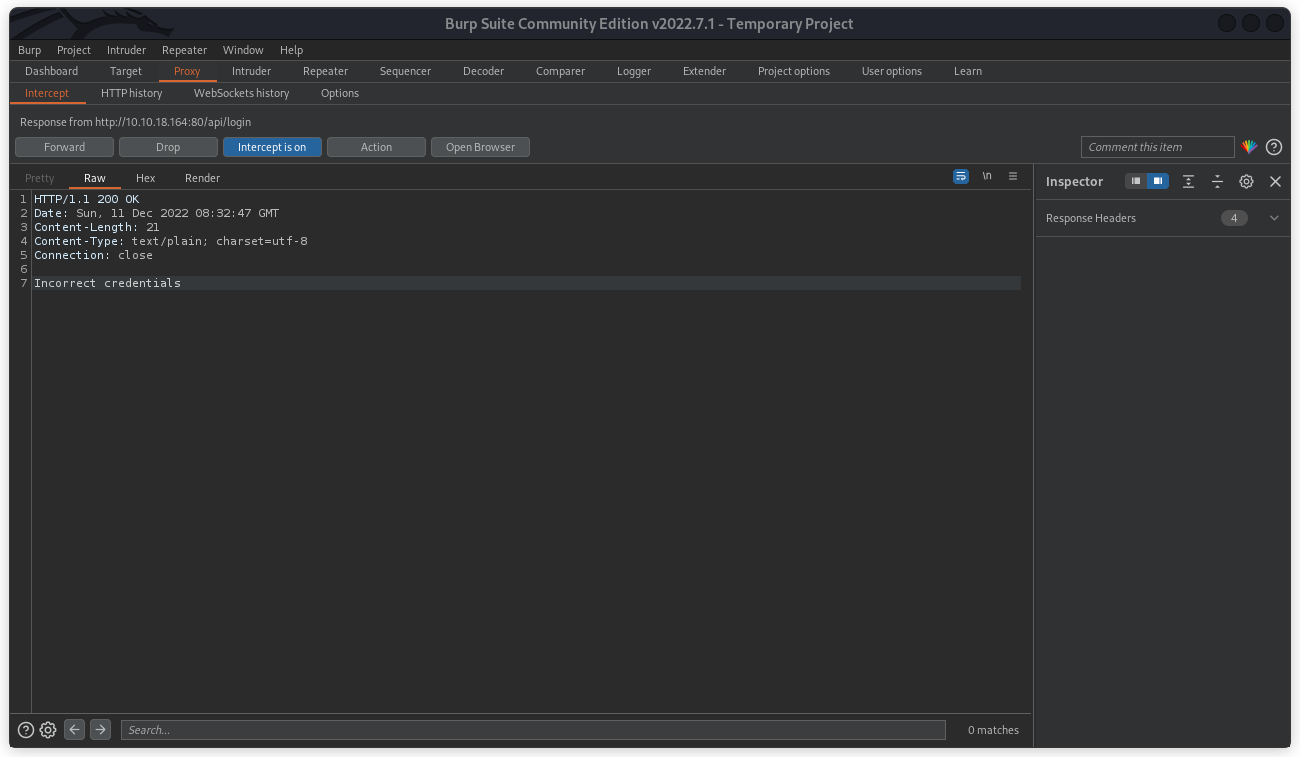 Burp Suite Community Edition v2022.7.1 - Temporary Project
Burp Project Intruder Repeater Window Help
Dashboard Target Proxy Intruder Repeater Sequencer Decoder Comparer Logger Extender Project options User options Learn
Intercept HTTP history WebSockets history Options
Response from http://10.10.18.164:80/api/login
Forward Drop Intercept is on Action Open Browser Comment this item
Pretty Raw Hex Render \n Inspector
1 HTTP/1.1 200 OK
2 Date: Sun, 11 Dec 2022 08:32:47 GMT
3 Content-Length: 21
4 Content-Type: text/plain; charset=utf-8
5 Connection: close
6
7 Incorrect credentials
Response Headers 4
Search... 0 matches